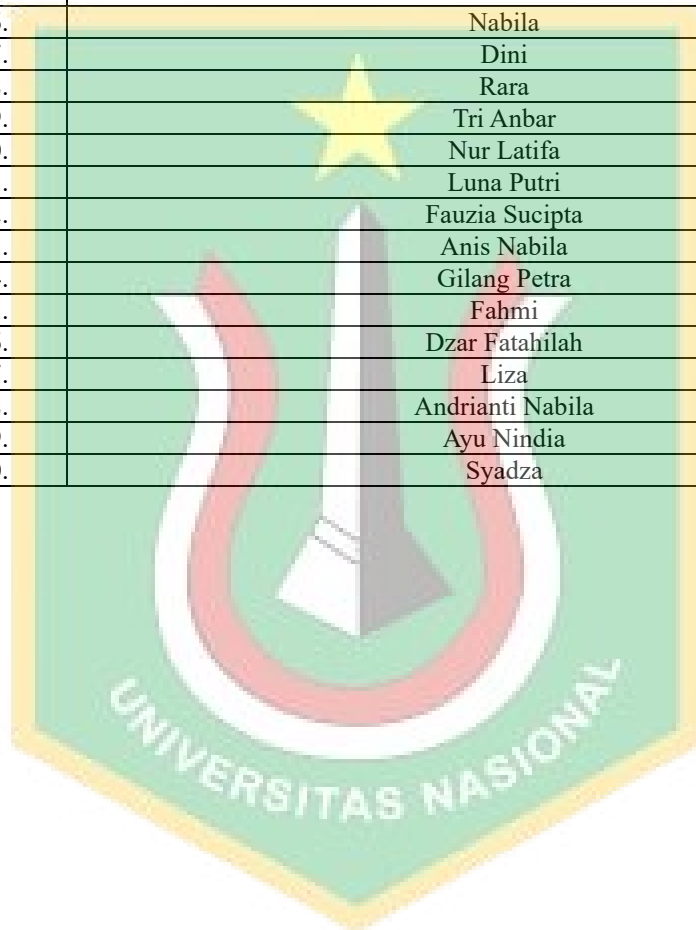 Nabila
Dini
Rara
Tri Anbar
Nur Latifa
Luna Putri
Fauzia Sucipta
Anis Nabila
Gilang Petra
Fahmi
Dzar Fatahilah
Liza
Andrianti Nabila
Ayu Nindia
Syadza
UNIVERSITAS NASIONAL